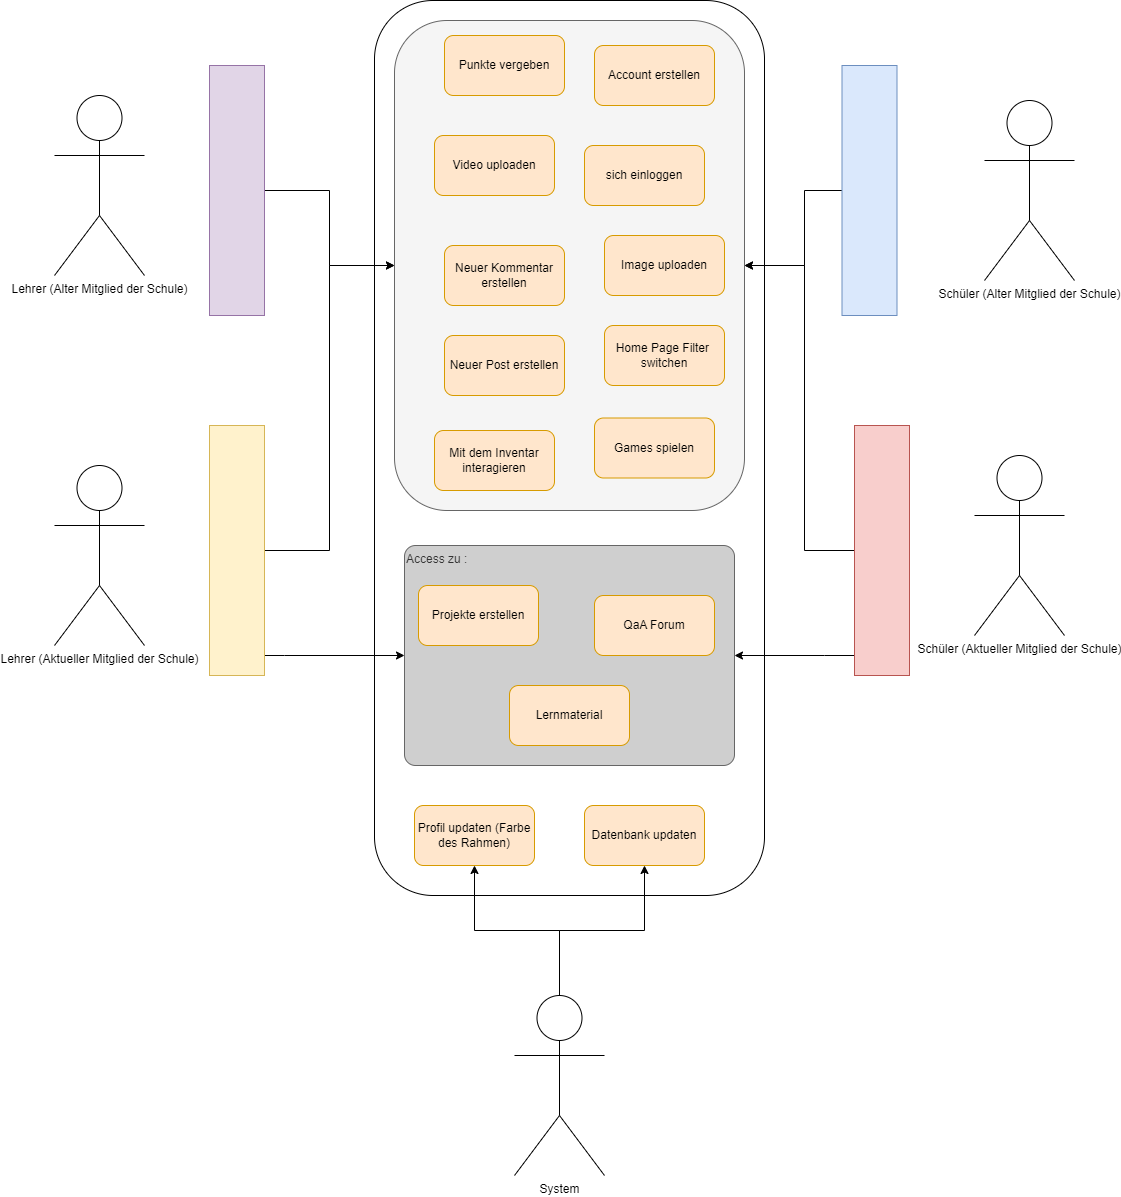 Punkte vergeben
Account erstellen
Video uploaden
sich einloggen
Lehrer (Alter Mitglied der Schule)
Schüler (Alter Mitglied der Schule)
Neuer Kommentar
erstellen
Image uploaden
Neuer Post erstellen
Home Page Filter
switchen
Mit dem Inventar
interagieren
Games spielen
Access zu :
Projekte erstellen
QaA Forum
Lehrer (Aktueller Mitglied der Schule)
Schüler (Aktueller Mitglied der Schule)
Lernmaterial
Profil updaten (Farbe
des Rahmen)
Datenbank updaten
System